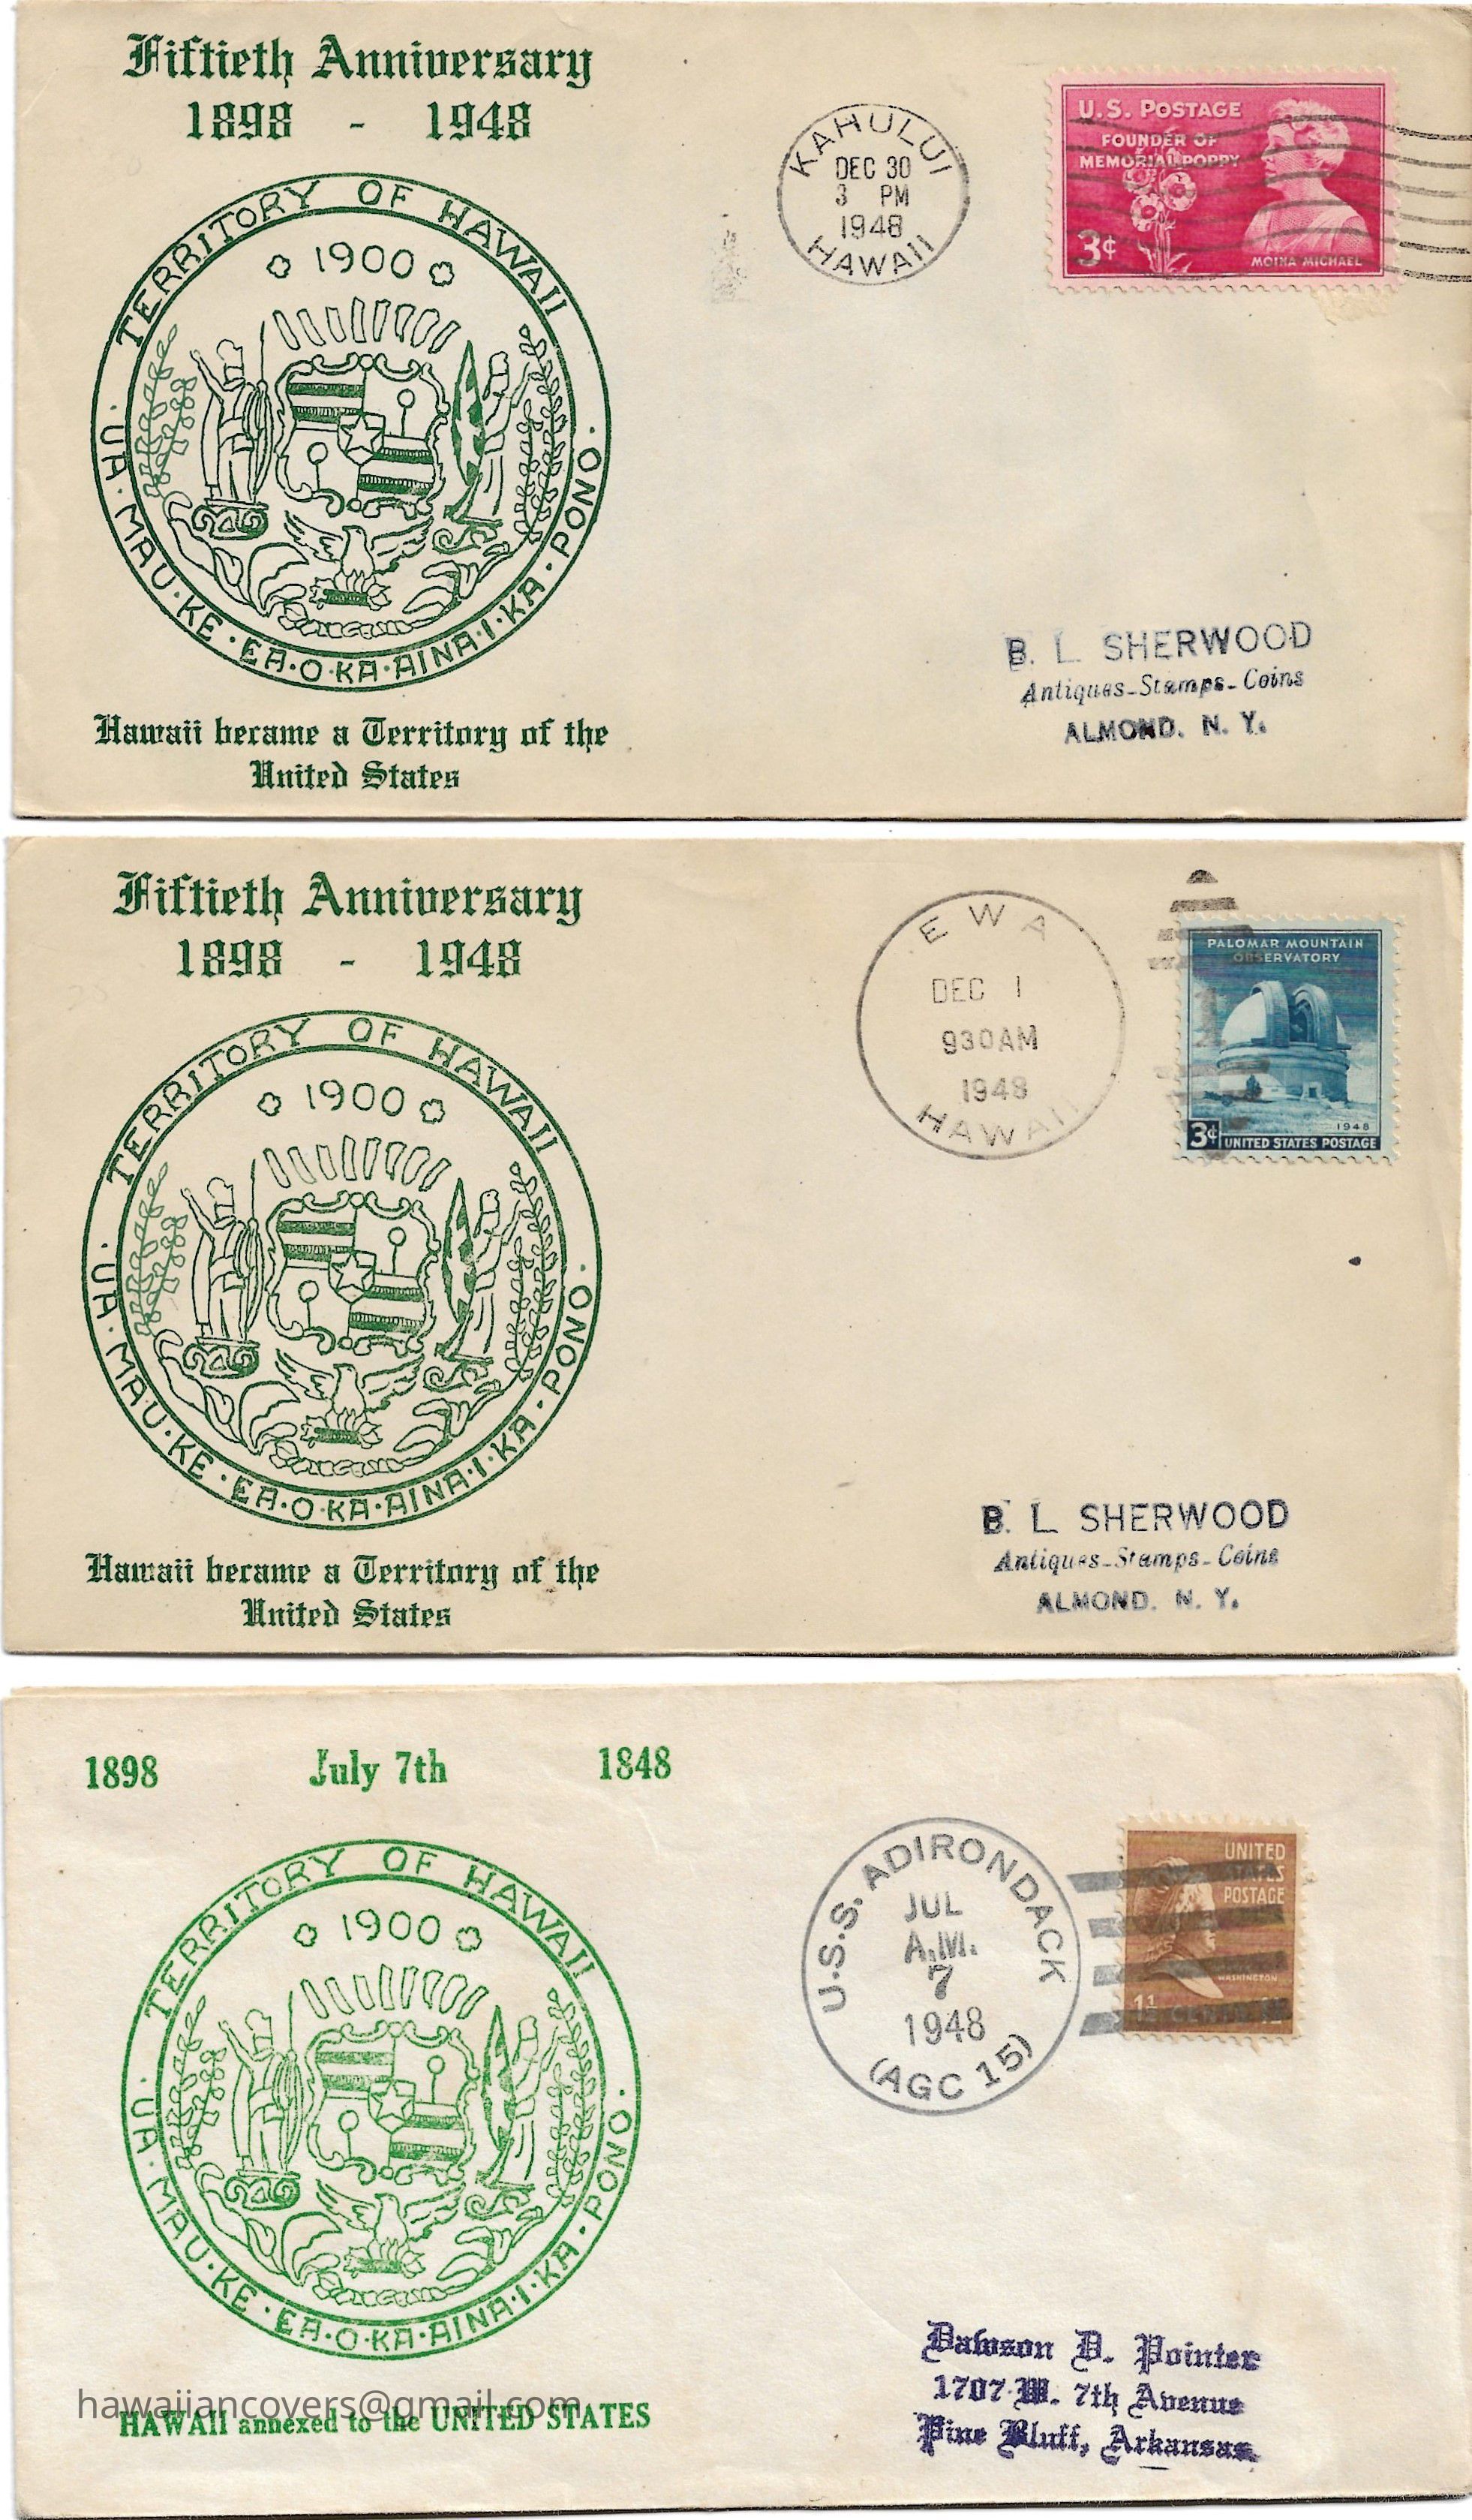 Fiftieth Anniversary
1898 - 1948
TERRITORY OF HAWAII
1900
UA·MAU·KE·EA·O·KA·AINA·I·KA·PONO
Hawaii became a Territory of the
United States
KAHULUI
DEC 30
3 PM
1948
HAWAII
U.S. POSTAGE
FOUNDER OF
MEMORIAL POPPY
3¢
MOINA MICHAEL
B. L. SHERWOOD
Antiques-Stamps-Coins
ALMOND. N. Y.
Fiftieth Anniversary
1898 - 1948
TERRITORY OF HAWAII
1900
UA·MAU·KE·EA·O·KA·AINA·I·KA·PONO
Hawaii became a Territory of the
United States
EWA
DEC 1
930AM
1948
HAWAII
PALOMAR MOUNTAIN
OBSERVATORY
1948
3¢ UNITED STATES POSTAGE
B. L. SHERWOOD
Antiques-Stamps-Coins
ALMOND. N. Y.
1898 July 7th 1848
TERRITORY OF HAWAII
1900
UA·MAU·KE·EA·O·KA·AINA·I·KA·PONO
hawaiiancovers@gmail.com
HAWAII annexed to the UNITED STATES
U.S.S. ADIRONDACK
JUL
A.M.
7
1948
(AGC 15)
UNITED
STATES
POSTAGE
WASHINGTON
Dawson D. Pointer
1707 W. 7th Avenue
Pine Bluff, Arkansas